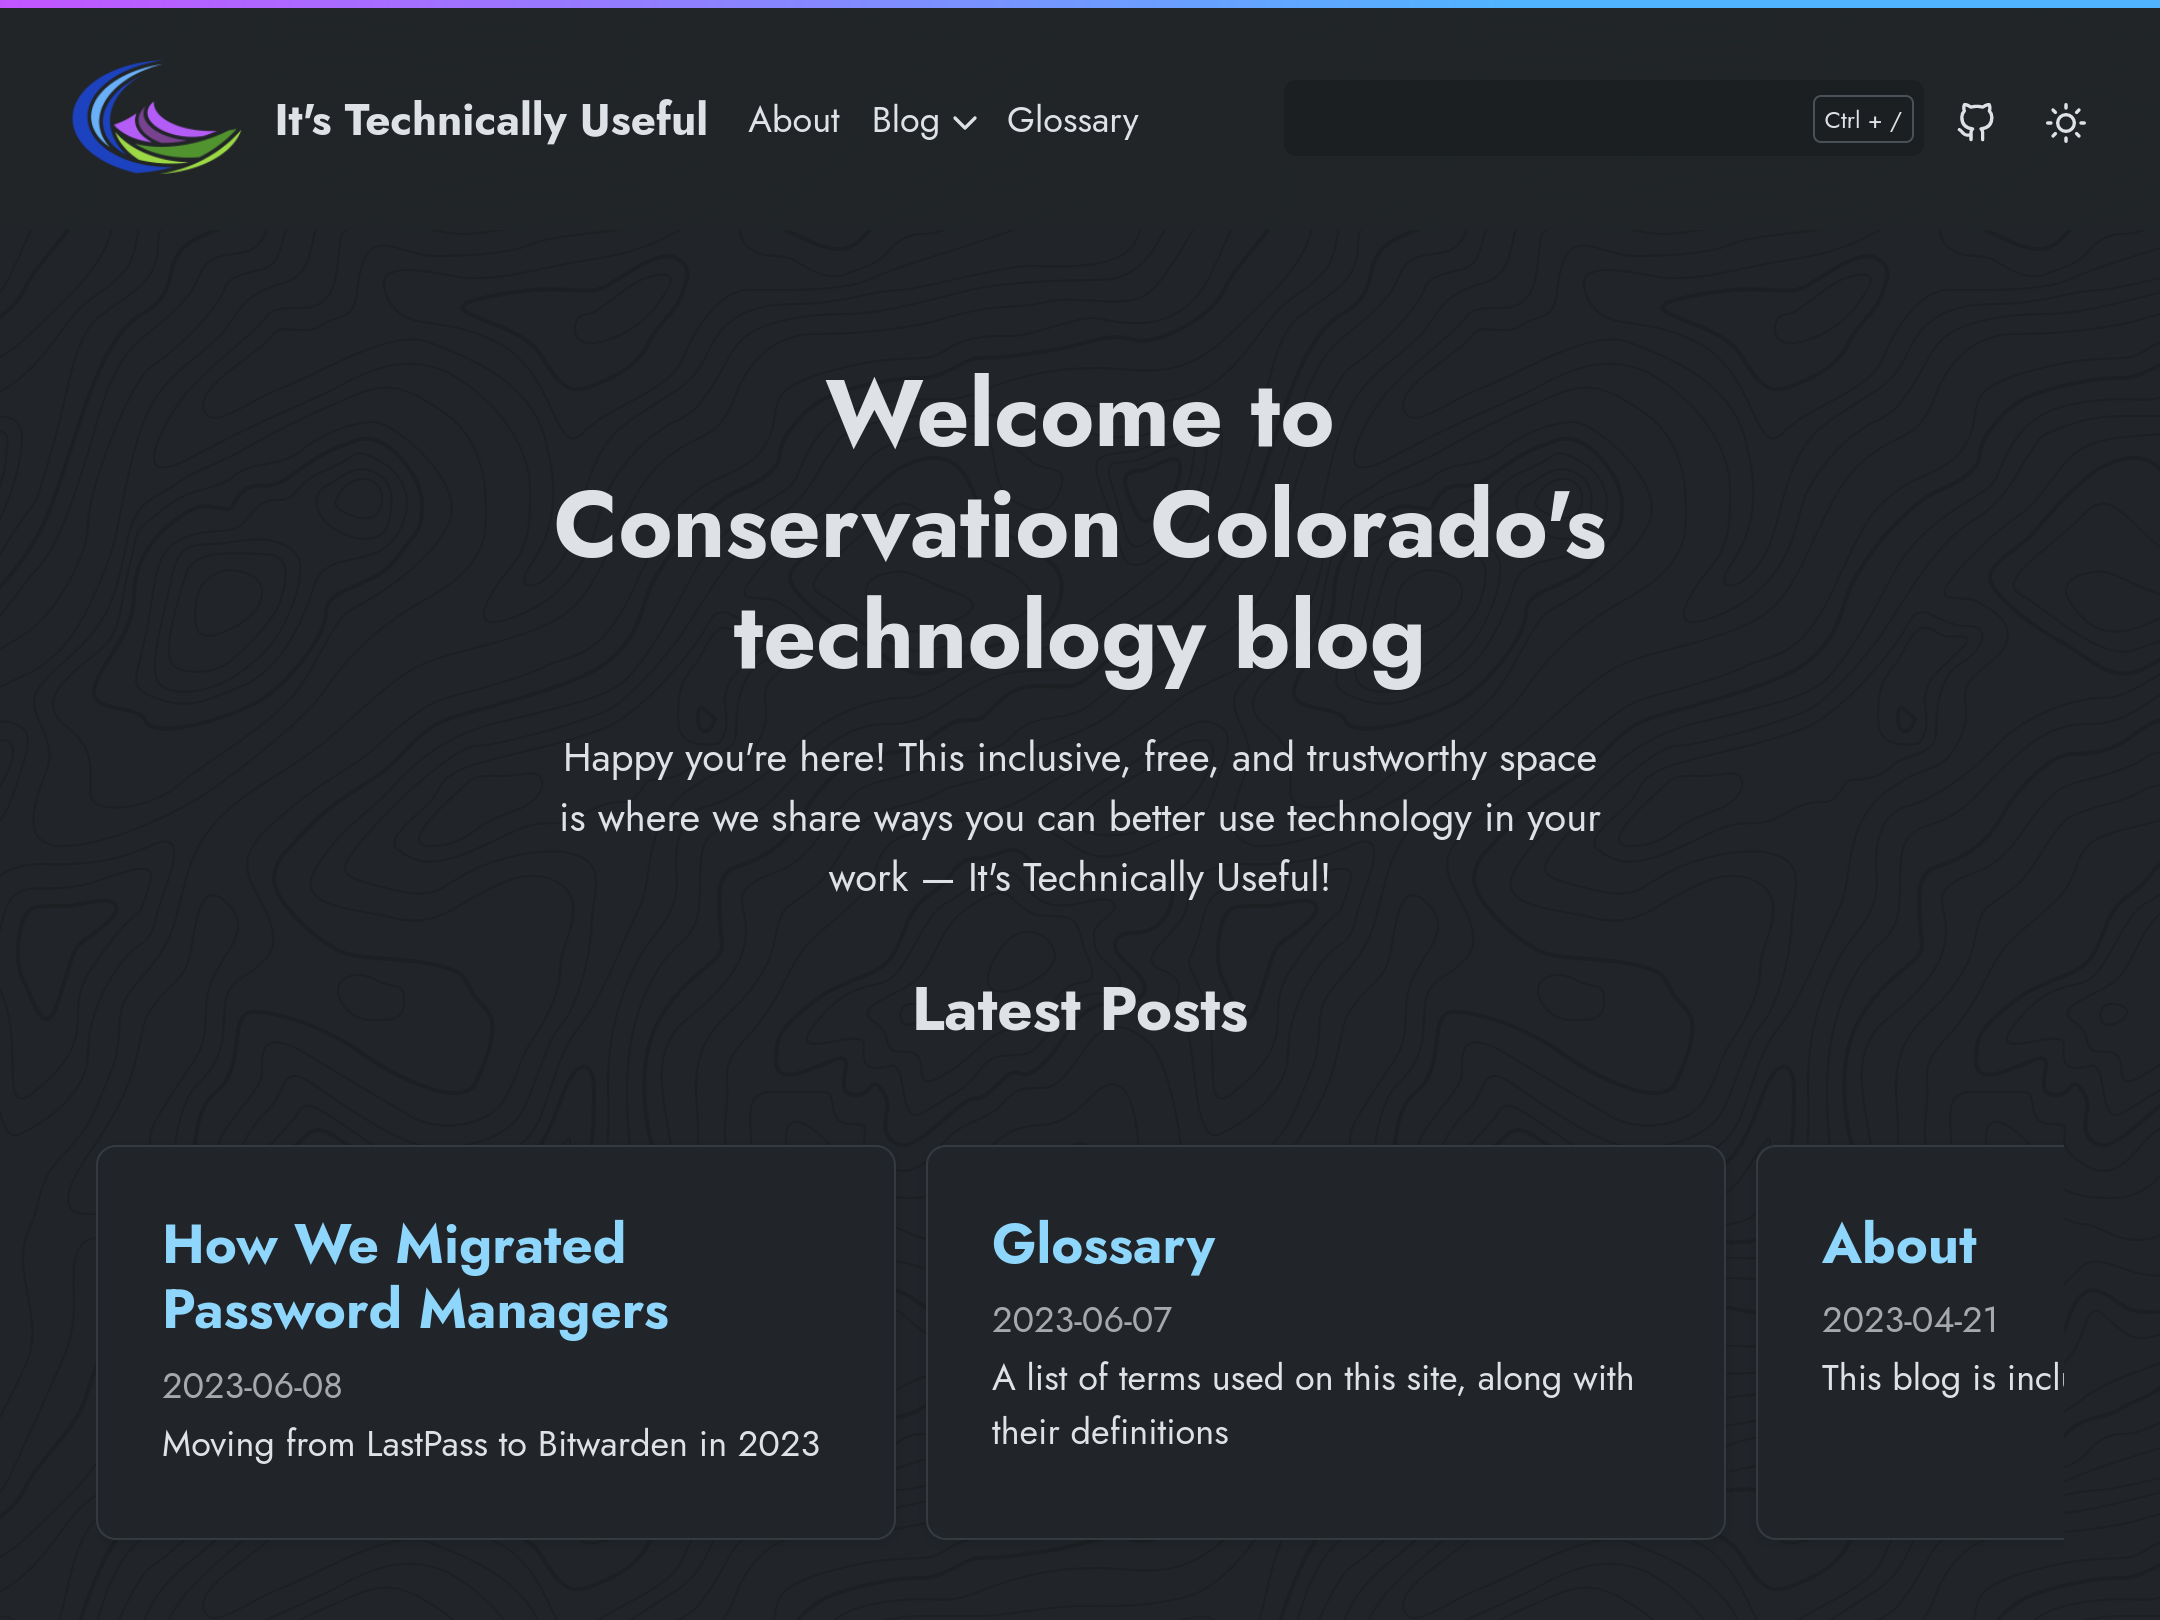 It's Technically Useful
About
Blog
Glossary
Ctrl + /
Welcome to
Conservation Colorado's
technology blog
Happy you're here! This inclusive, free, and trustworthy space
is where we share ways you can better use technology in your
work — It's Technically Useful!
Latest Posts
How We Migrated
Password Managers
2023-06-08
Moving from LastPass to Bitwarden in 2023
Glossary
2023-06-07
A list of terms used on this site, along with
their definitions
About
2023-04-21
This blog is